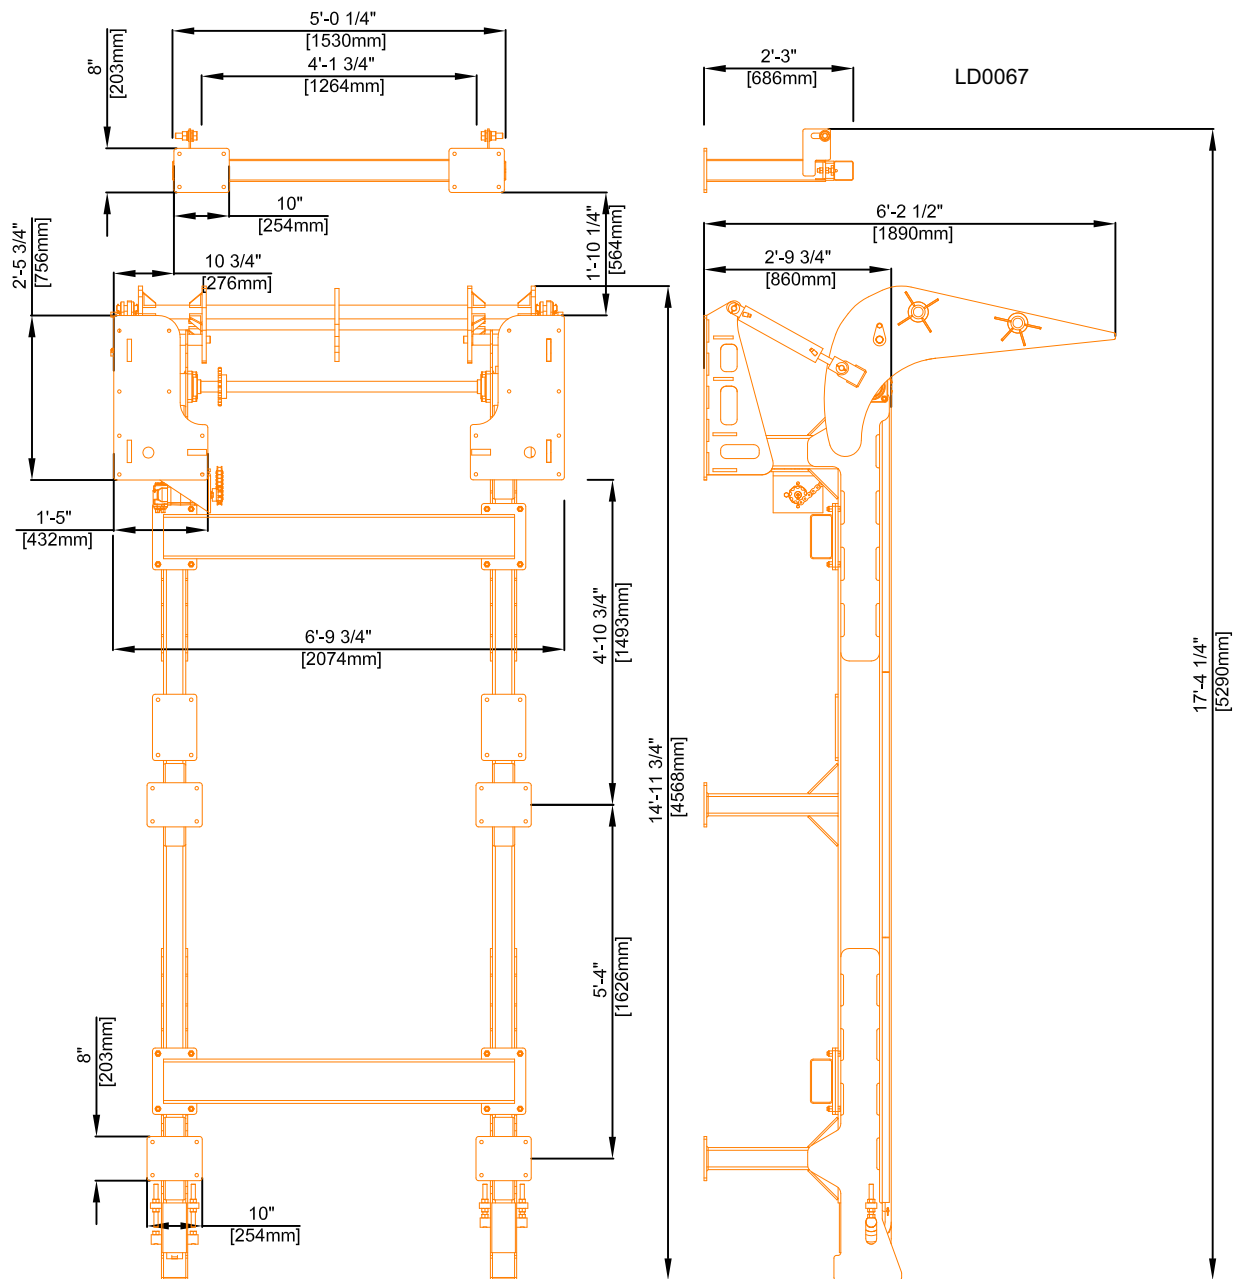 5'-0 1/4"
[1530mm]
4'-1 3/4"
[1264mm]
8"
[203mm]
2'-3"
[686mm]
LD0067
10"
[254mm]
1'-10 1/4"
[564mm]
6'-2 1/2"
[1890mm]
2'-5 3/4"
[756mm]
10 3/4"
[276mm]
2'-9 3/4"
[860mm]
1'-5"
[432mm]
6'-9 3/4"
[2074mm]
4'-10 3/4"
[1493mm]
14'-11 3/4"
[4568mm]
17'-4 1/4"
[5290mm]
5'-4"
[1626mm]
8"
[203mm]
10"
[254mm]